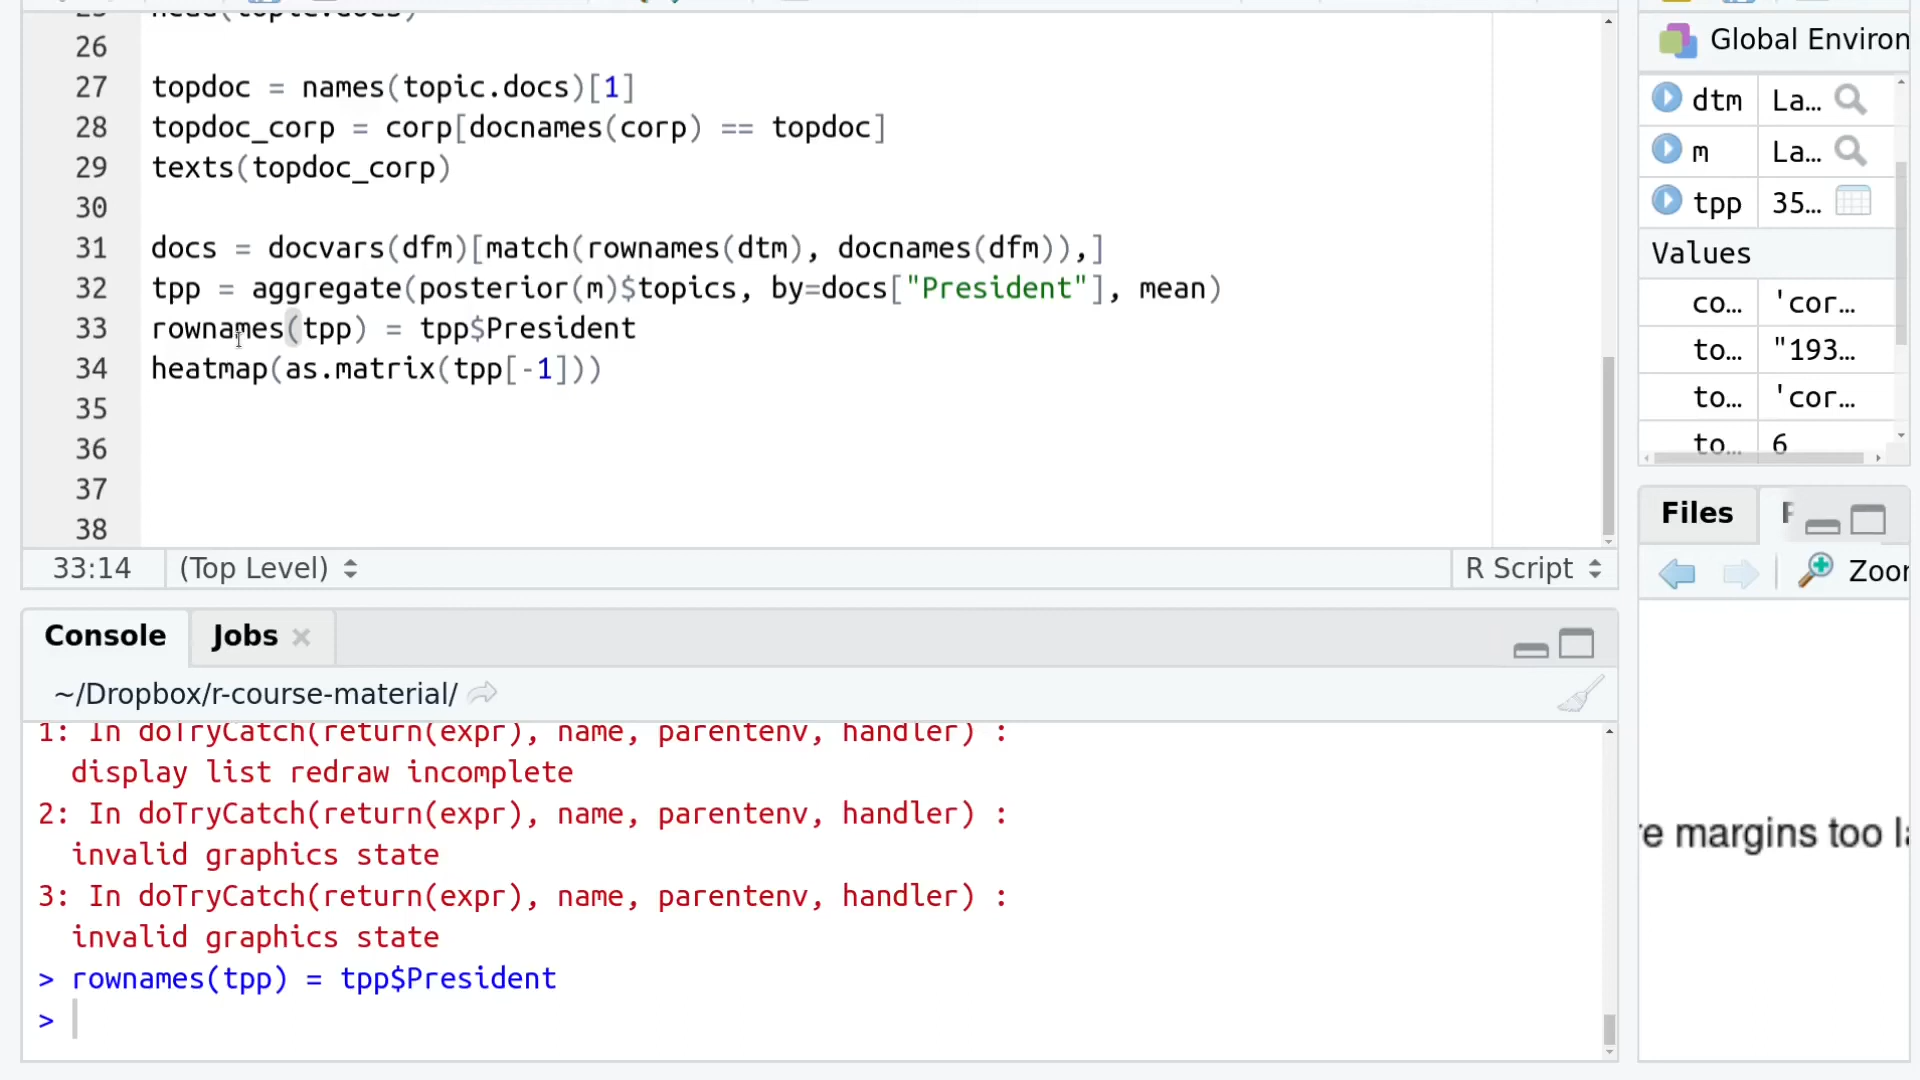 26
27 topdoc = names(topic.docs)[1]
28 topdoc_corp = corp[docnames(corp) == topdoc]
29 texts(topdoc_corp)
30
31 docs = docvars(dfm)[match(rownames(dtm), docnames(dfm)),]
32 tpp = aggregate(posterior(m)$topics, by=docs["President"], mean)
33 rownames(tpp) = tpp$President
34 heatmap(as.matrix(tpp[-1]))
35
36
37
38
33:14 (Top Level) R Script
Console Jobs
~/Dropbox/r-course-material/
1: In doTryCatch(return(expr), name, parentenv, handler) :
display list redraw incomplete
2: In doTryCatch(return(expr), name, parentenv, handler) :
invalid graphics state
3: In doTryCatch(return(expr), name, parentenv, handler) :
invalid graphics state
> rownames(tpp) = tpp$President
>
Global Environ
dtm La…
m La…
tpp 35…
Values
co… 'cor…
to… "193…
to… 'cor…
to… 6
Files
Zoom
margins too